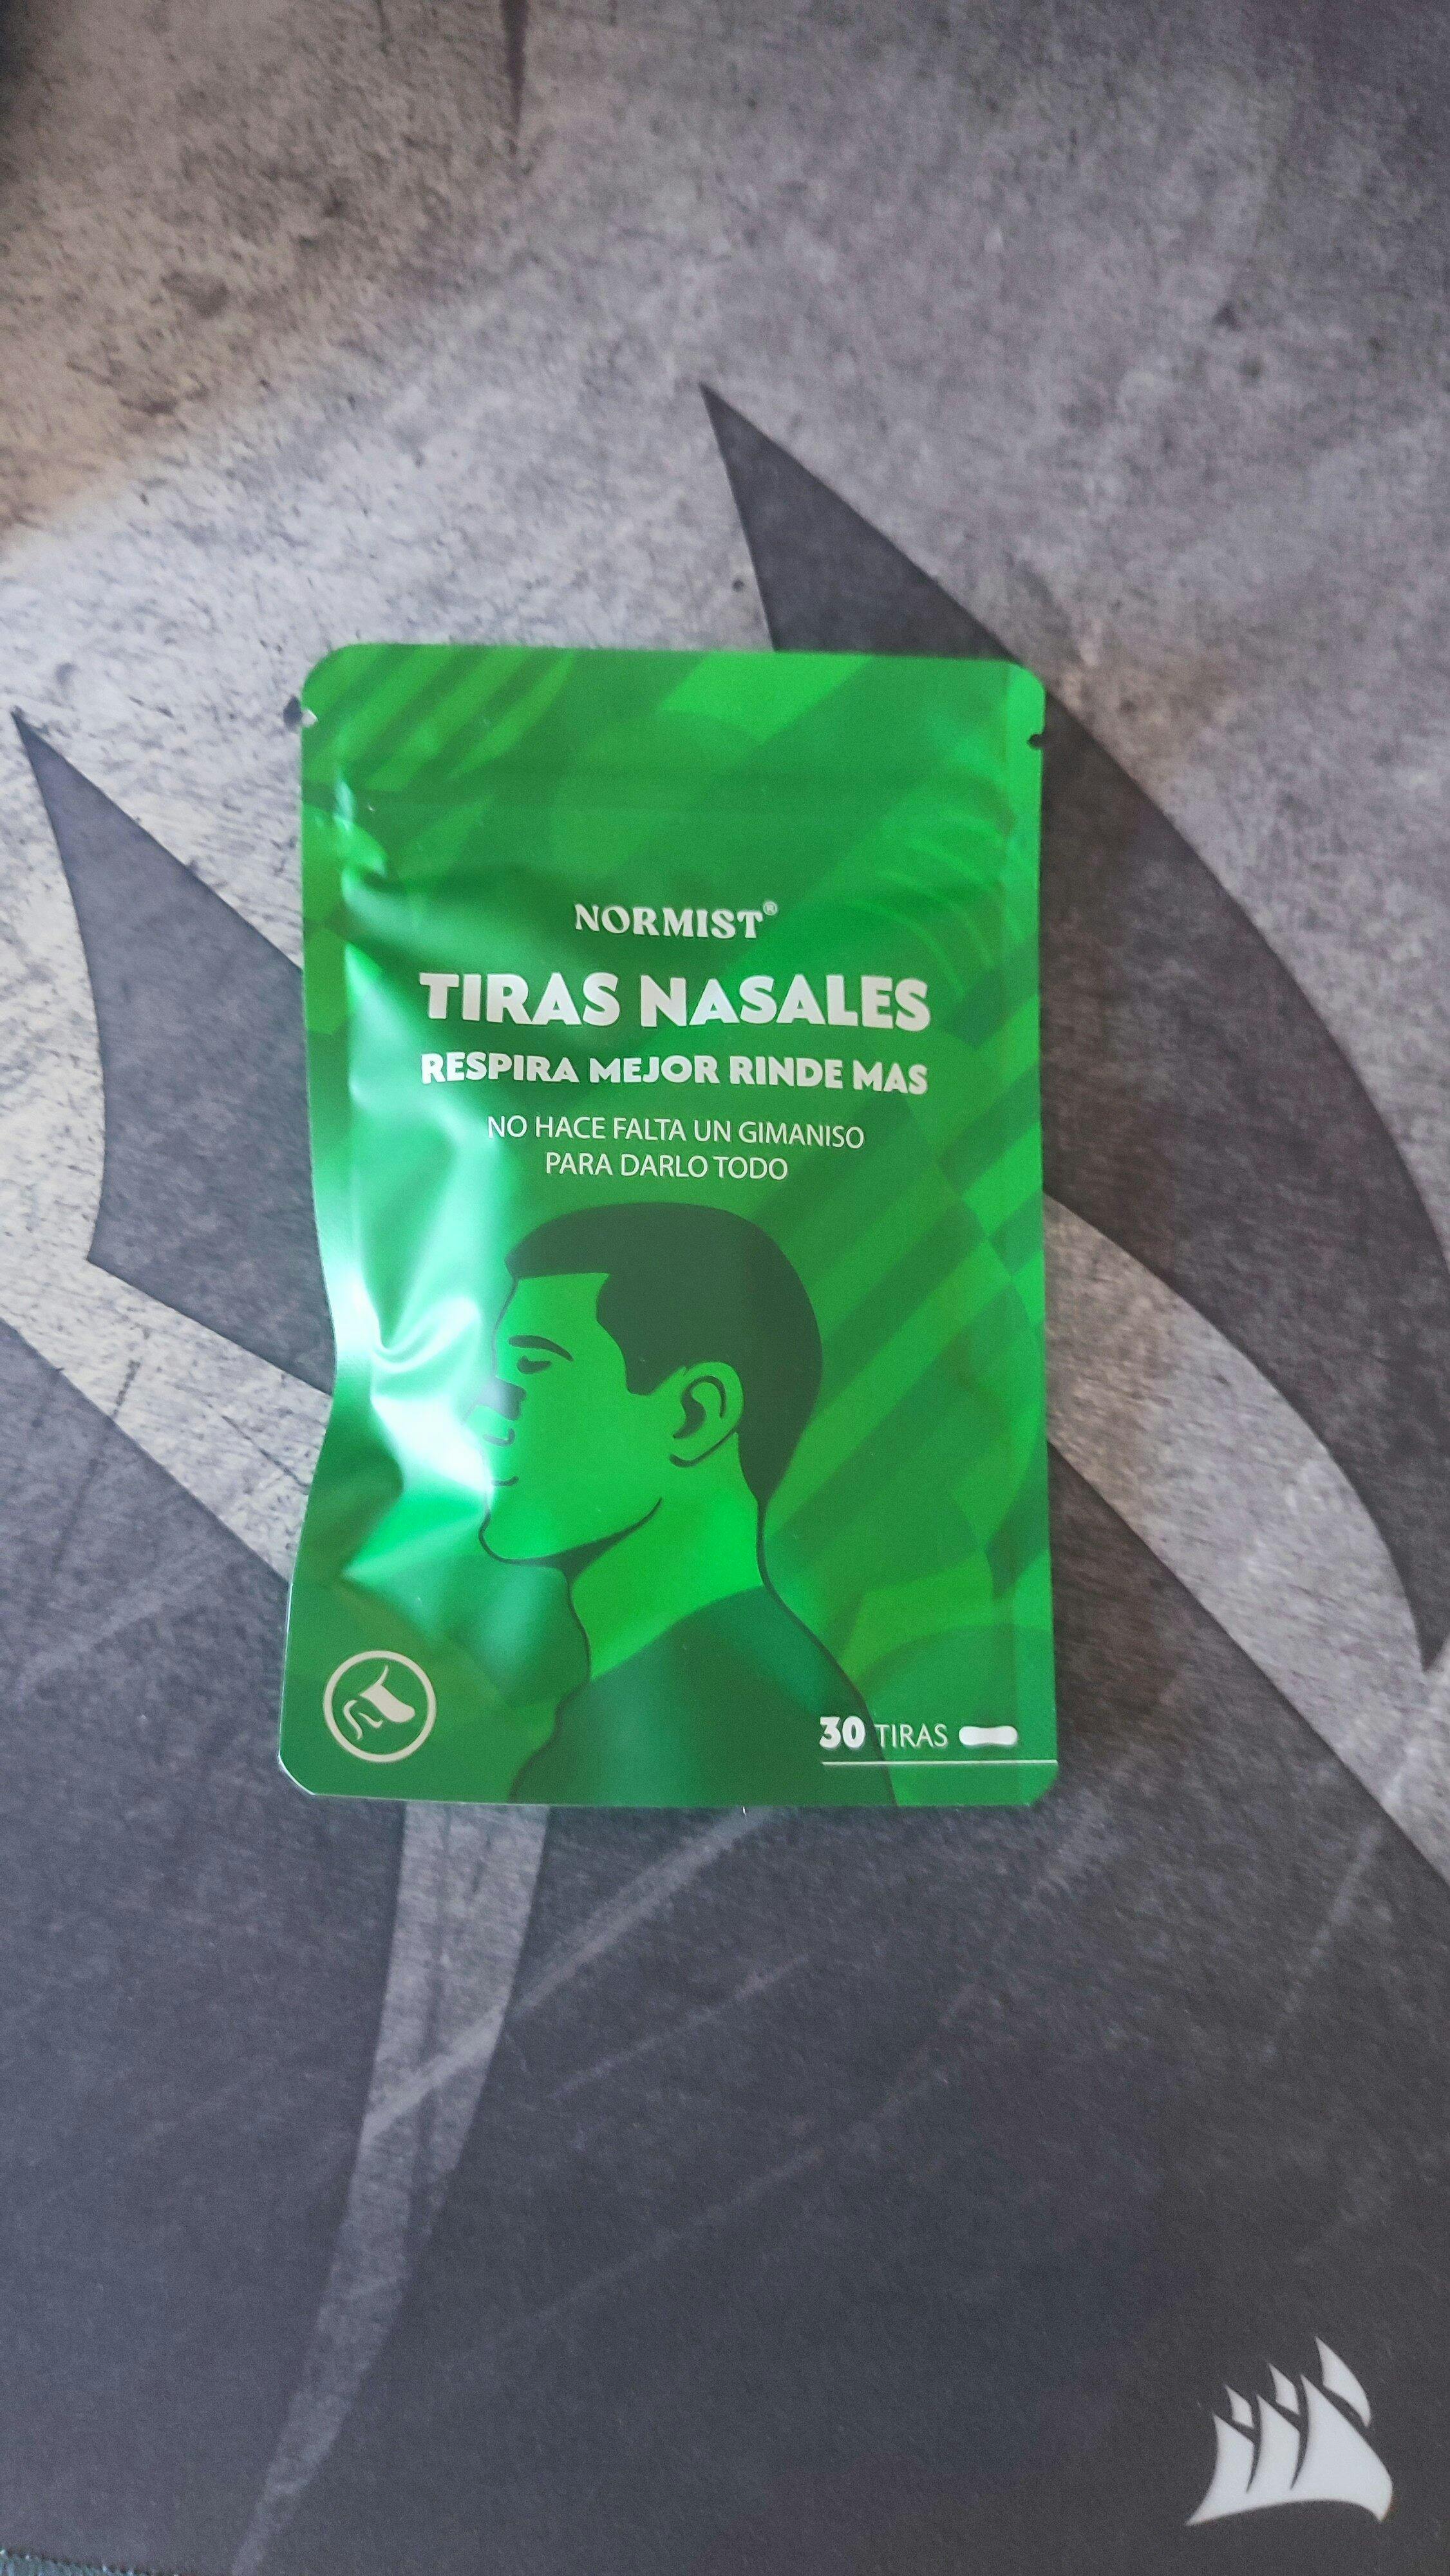 NORMIST®
TIRAS NASALES
RESPIRA MEJOR RINDE MAS
NO HACE FALTA UN GIMANISO
PARA DARLO TODO
30 TIRAS